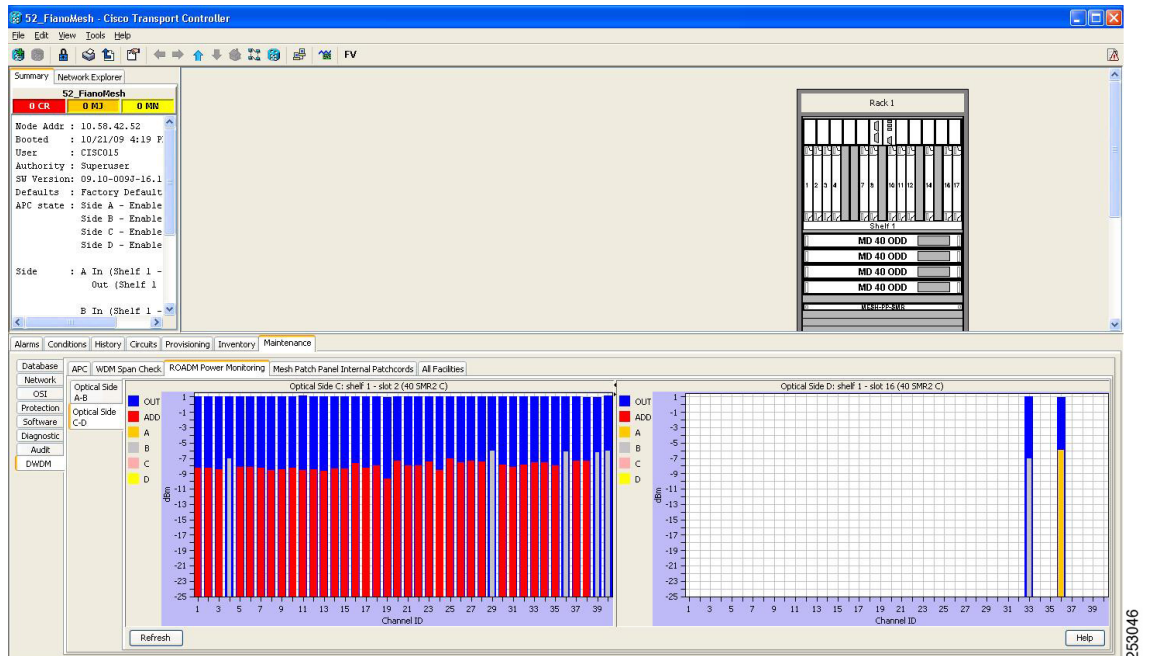 52_FianoMesh - Cisco Transport Controller
File Edit View Tools Help
FV
Summary Network Explorer
52_FianoMesh
0 CR 0 MJ 0 MN
Node Addr : 10.58.42.52
Booted : 10/21/09 4:19 P
User : CISCO15
Authority : Superuser
SW Version: 09.10-009J-16.1
Defaults : Factory Default
APC state : Side A - Enable
Side B - Enable
Side C - Enable
Side D - Enable
Side : A In (Shelf 1 -
Out (Shelf 1
B In (Shelf 1 -
Rack 1
1 2 3 4 7 8 10 11 12 14 16 17
Shelf 1
MD 40 ODD
MD 40 ODD
MD 40 ODD
MD 40 ODD
MESH-PP-SMR
Alarms Conditions History Circuits Provisioning Inventory Maintenance
Database
Network
OSI
Protection
Software
Diagnostic
Audit
DWDM
APC WDM Span Check ROADM Power Monitoring Mesh Patch Panel Internal Patchcords All Facilities
Optical Side
A-B
Optical Side
C-D
Optical Side C: shelf 1 - slot 2 (40 SMR2 C)
OUT
ADD
A
B
C
D
dBm
1
-1
-3
-5
-7
-9
-11
-13
-15
-17
-19
-21
-23
-25
1 3 5 7 9 11 13 15 17 19 21 23 25 27 29 31 33 35 37 39
Channel ID
Optical Side D: shelf 1 - slot 16 (40 SMR2 C)
OUT
ADD
A
B
C
D
dBm
1
-1
-3
-5
-7
-9
-11
-13
-15
-17
-19
-21
-23
-25
1 3 5 7 9 11 13 15 17 19 21 23 25 27 29 31 33 35 37 39
Channel ID
Refresh
Help
253046